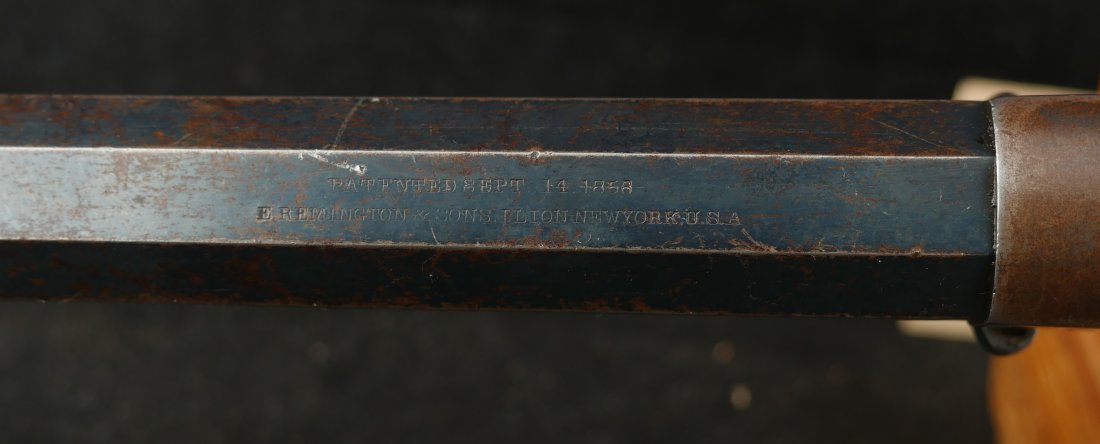 PATENTED SEPT 14 1858
E REMINGTON & SONS, ILION NEW YORK, U.S.A